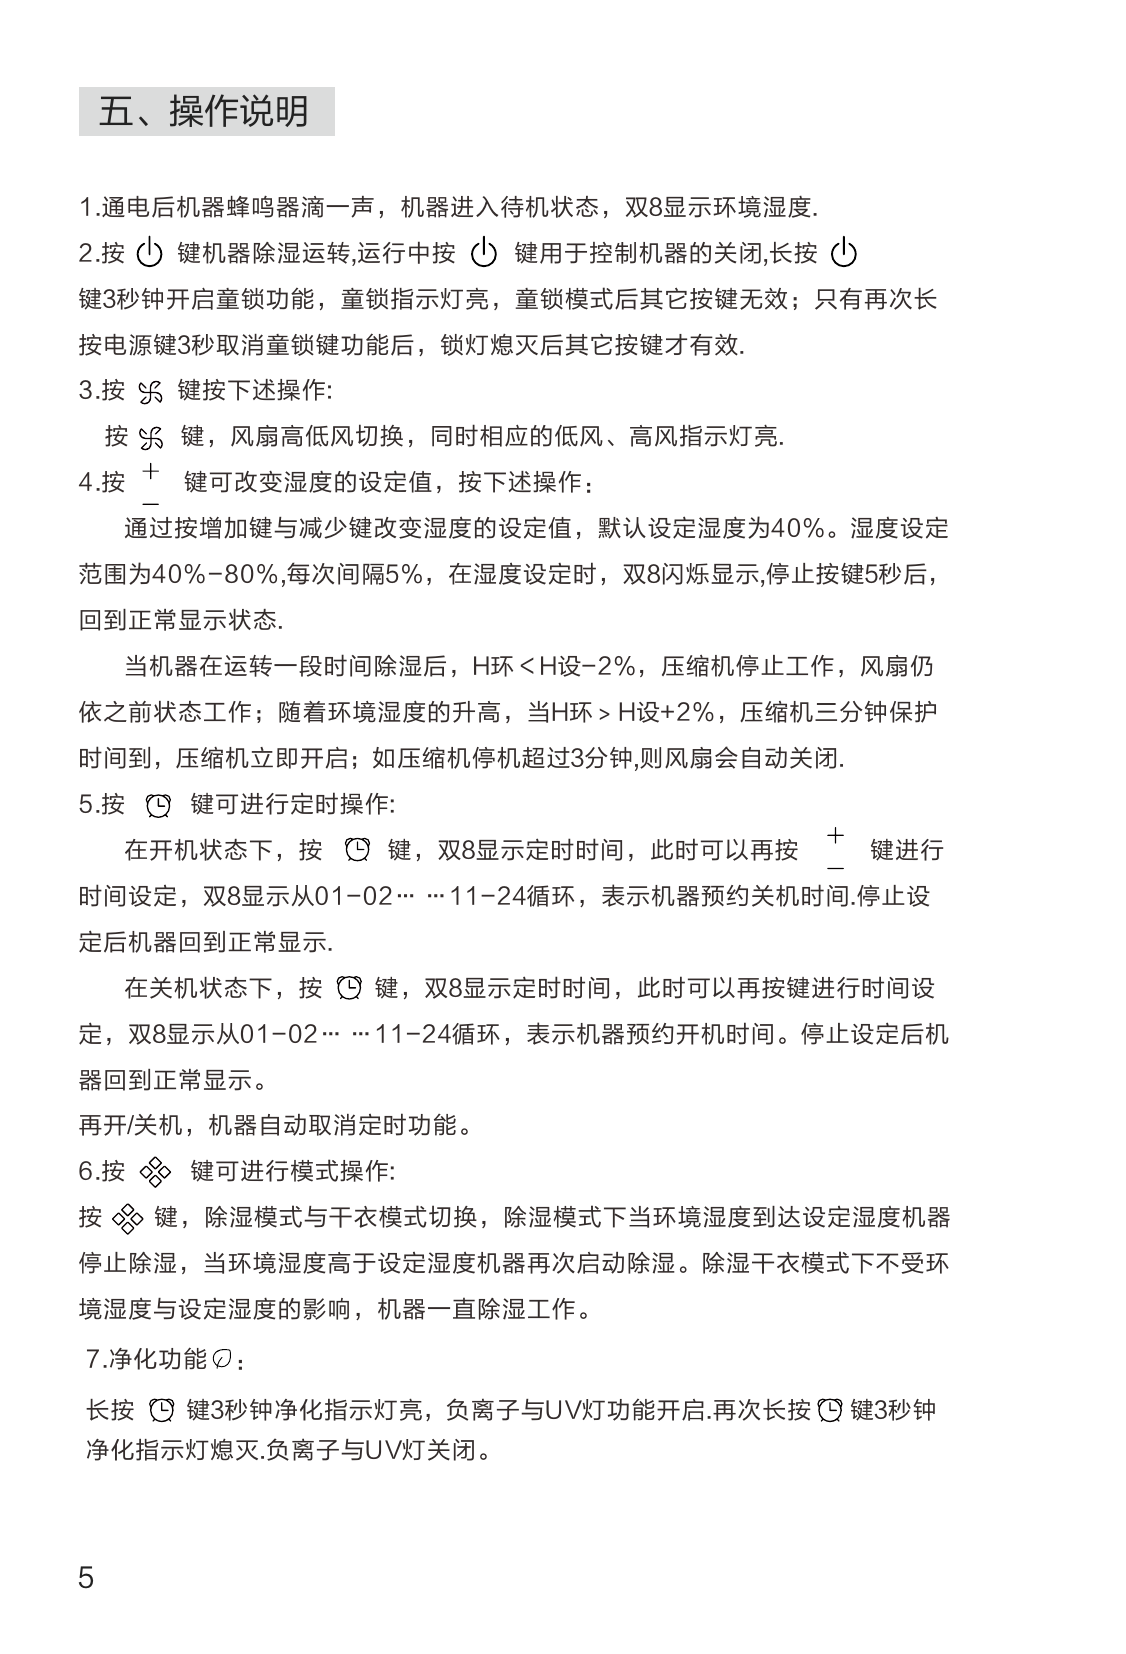 五、操作说明
1.通电后机器蜂鸣器滴一声，机器进入待机状态，双8显示环境湿度.
2.按 键机器除湿运转,运行中按 键用于控制机器的关闭,长按
键3秒钟开启童锁功能，童锁指示灯亮，童锁模式后其它按键无效；只有再次长
按电源键3秒取消童锁键功能后，锁灯熄灭后其它按键才有效.
3.按 键按下述操作:
按 键，风扇高低风切换，同时相应的低风、高风指示灯亮.
4.按 +
− 键可改变湿度的设定值，按下述操作：
通过按增加键与减少键改变湿度的设定值，默认设定湿度为40%。湿度设定
范围为40%-80%,每次间隔5%，在湿度设定时，双8闪烁显示,停止按键5秒后，
回到正常显示状态.
当机器在运转一段时间除湿后，H环＜H设-2%，压缩机停止工作，风扇仍
依之前状态工作；随着环境湿度的升高，当H环﹥H设+2%，压缩机三分钟保护
时间到，压缩机立即开启；如压缩机停机超过3分钟,则风扇会自动关闭.
5.按 键可进行定时操作:
在开机状态下，按 键，双8显示定时时间，此时可以再按 +
− 键进行
时间设定，双8显示从01-02… …11-24循环，表示机器预约关机时间.停止设
定后机器回到正常显示.
在关机状态下，按 键，双8显示定时时间，此时可以再按键进行时间设
定，双8显示从01-02… …11-24循环，表示机器预约开机时间。停止设定后机
器回到正常显示。
再开/关机，机器自动取消定时功能。
6.按 键可进行模式操作:
按 键，除湿模式与干衣模式切换，除湿模式下当环境湿度到达设定湿度机器
停止除湿，当环境湿度高于设定湿度机器再次启动除湿。除湿干衣模式下不受环
境湿度与设定湿度的影响，机器一直除湿工作。
7.净化功能 ：
长按 键3秒钟净化指示灯亮，负离子与UV灯功能开启.再次长按 键3秒钟
净化指示灯熄灭.负离子与UV灯关闭。
5